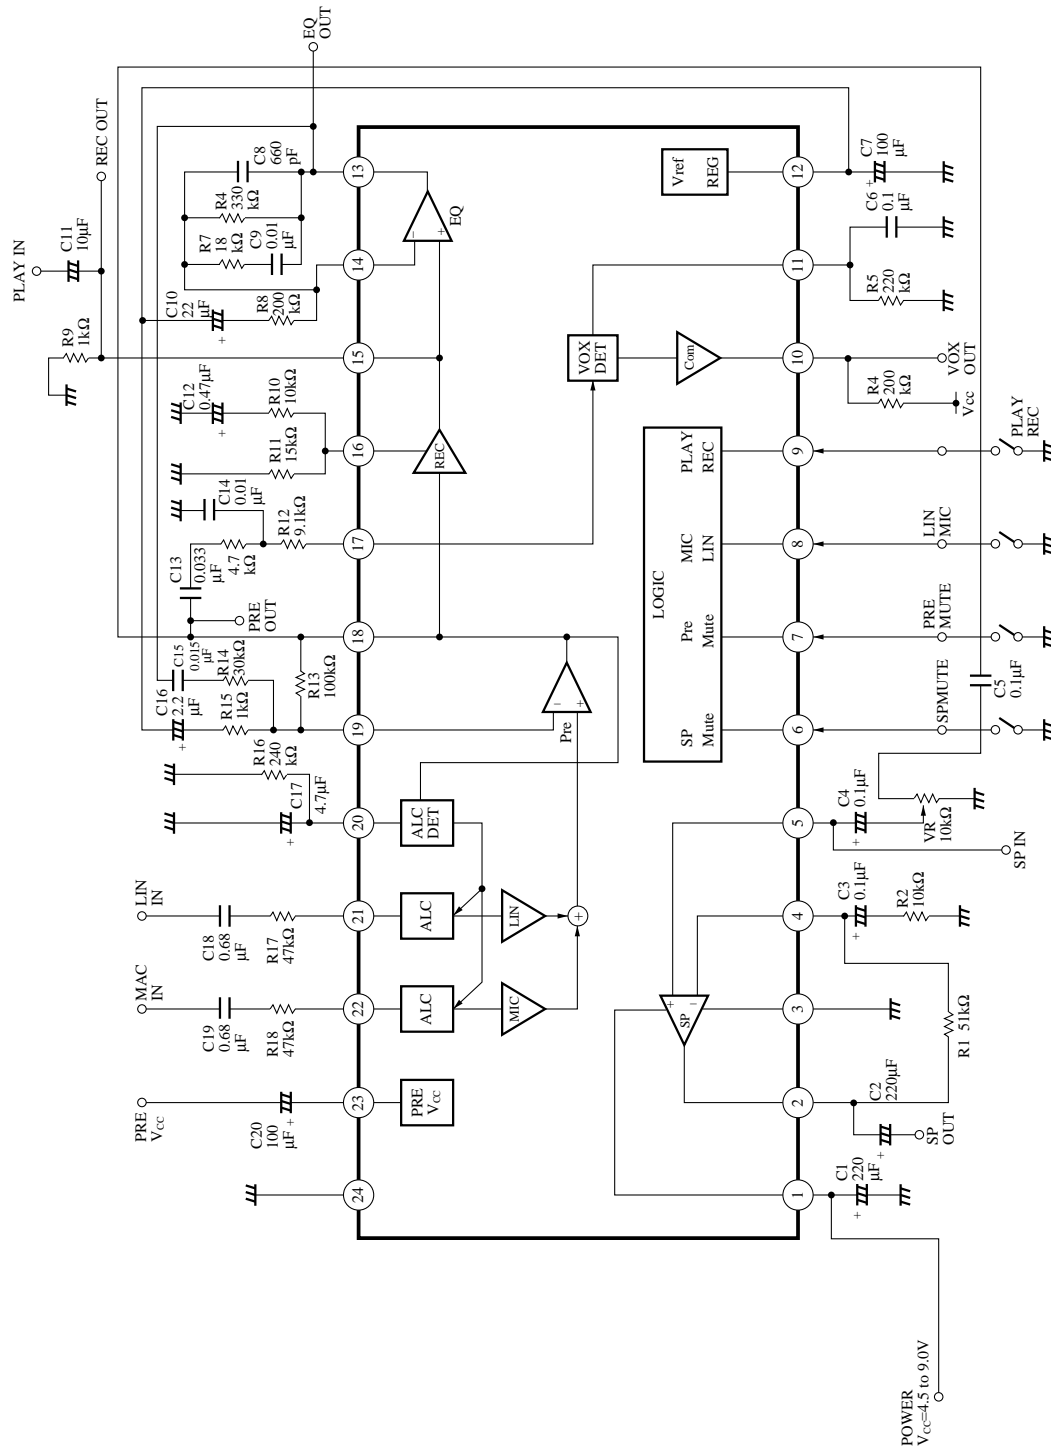 PLAY IN
C11
10µF
REC OUT
EQ
OUT
R9
1kΩ
C10
22
µF
R8
200
kΩ
R7
18
kΩ
C9
0.01
µF
R4
330
kΩ
C8
660
pF
C12
0.47µF
R10
10kΩ
R11
15kΩ
C14
0.01
µF
R12
9.1kΩ
4.7
kΩ
C13
0.033
µF
PRE
OUT
C15
0.015
µF
R14
30kΩ
R13
100kΩ
C16
2.2
µF
R15
1kΩ
R16
240
kΩ
C17
4.7µF
LIN
IN
C18
0.68
µF
R17
47kΩ
MAC
IN
C19
0.68
µF
R18
47kΩ
PRE
VCC
C20
100
µF
+
+
+
+
+
24
23
22
21
20
19
18
17
16
15
14
13
PRE
VCC
ALC
ALC
ALC
DET
MIC
LIN
+
Pre
−
+
REC
EQ
−
+
VOX
DET
Com
Vref
REG
SP
+
−
LOGIC
SP
Mute
Pre
Mute
MIC
LIN
PLAY
REC
1
2
3
4
5
6
7
8
9
10
11
12
POWER
VCC=4.5 to 9.0V
C1
220
µF
+
C2
220µF
+
SP
OUT
R1 51kΩ
C3
0.1µF
+
R2
10kΩ
C4
0.1µF
+
VR
10kΩ
SP IN
C5
0.1µF
SPMUTE
PRE
MUTE
LIN
MIC
PLAY
REC
R4
200
kΩ
Vcc
VOX
OUT
R5
220
kΩ
C6
0.1
µF
C7
100
µF
+